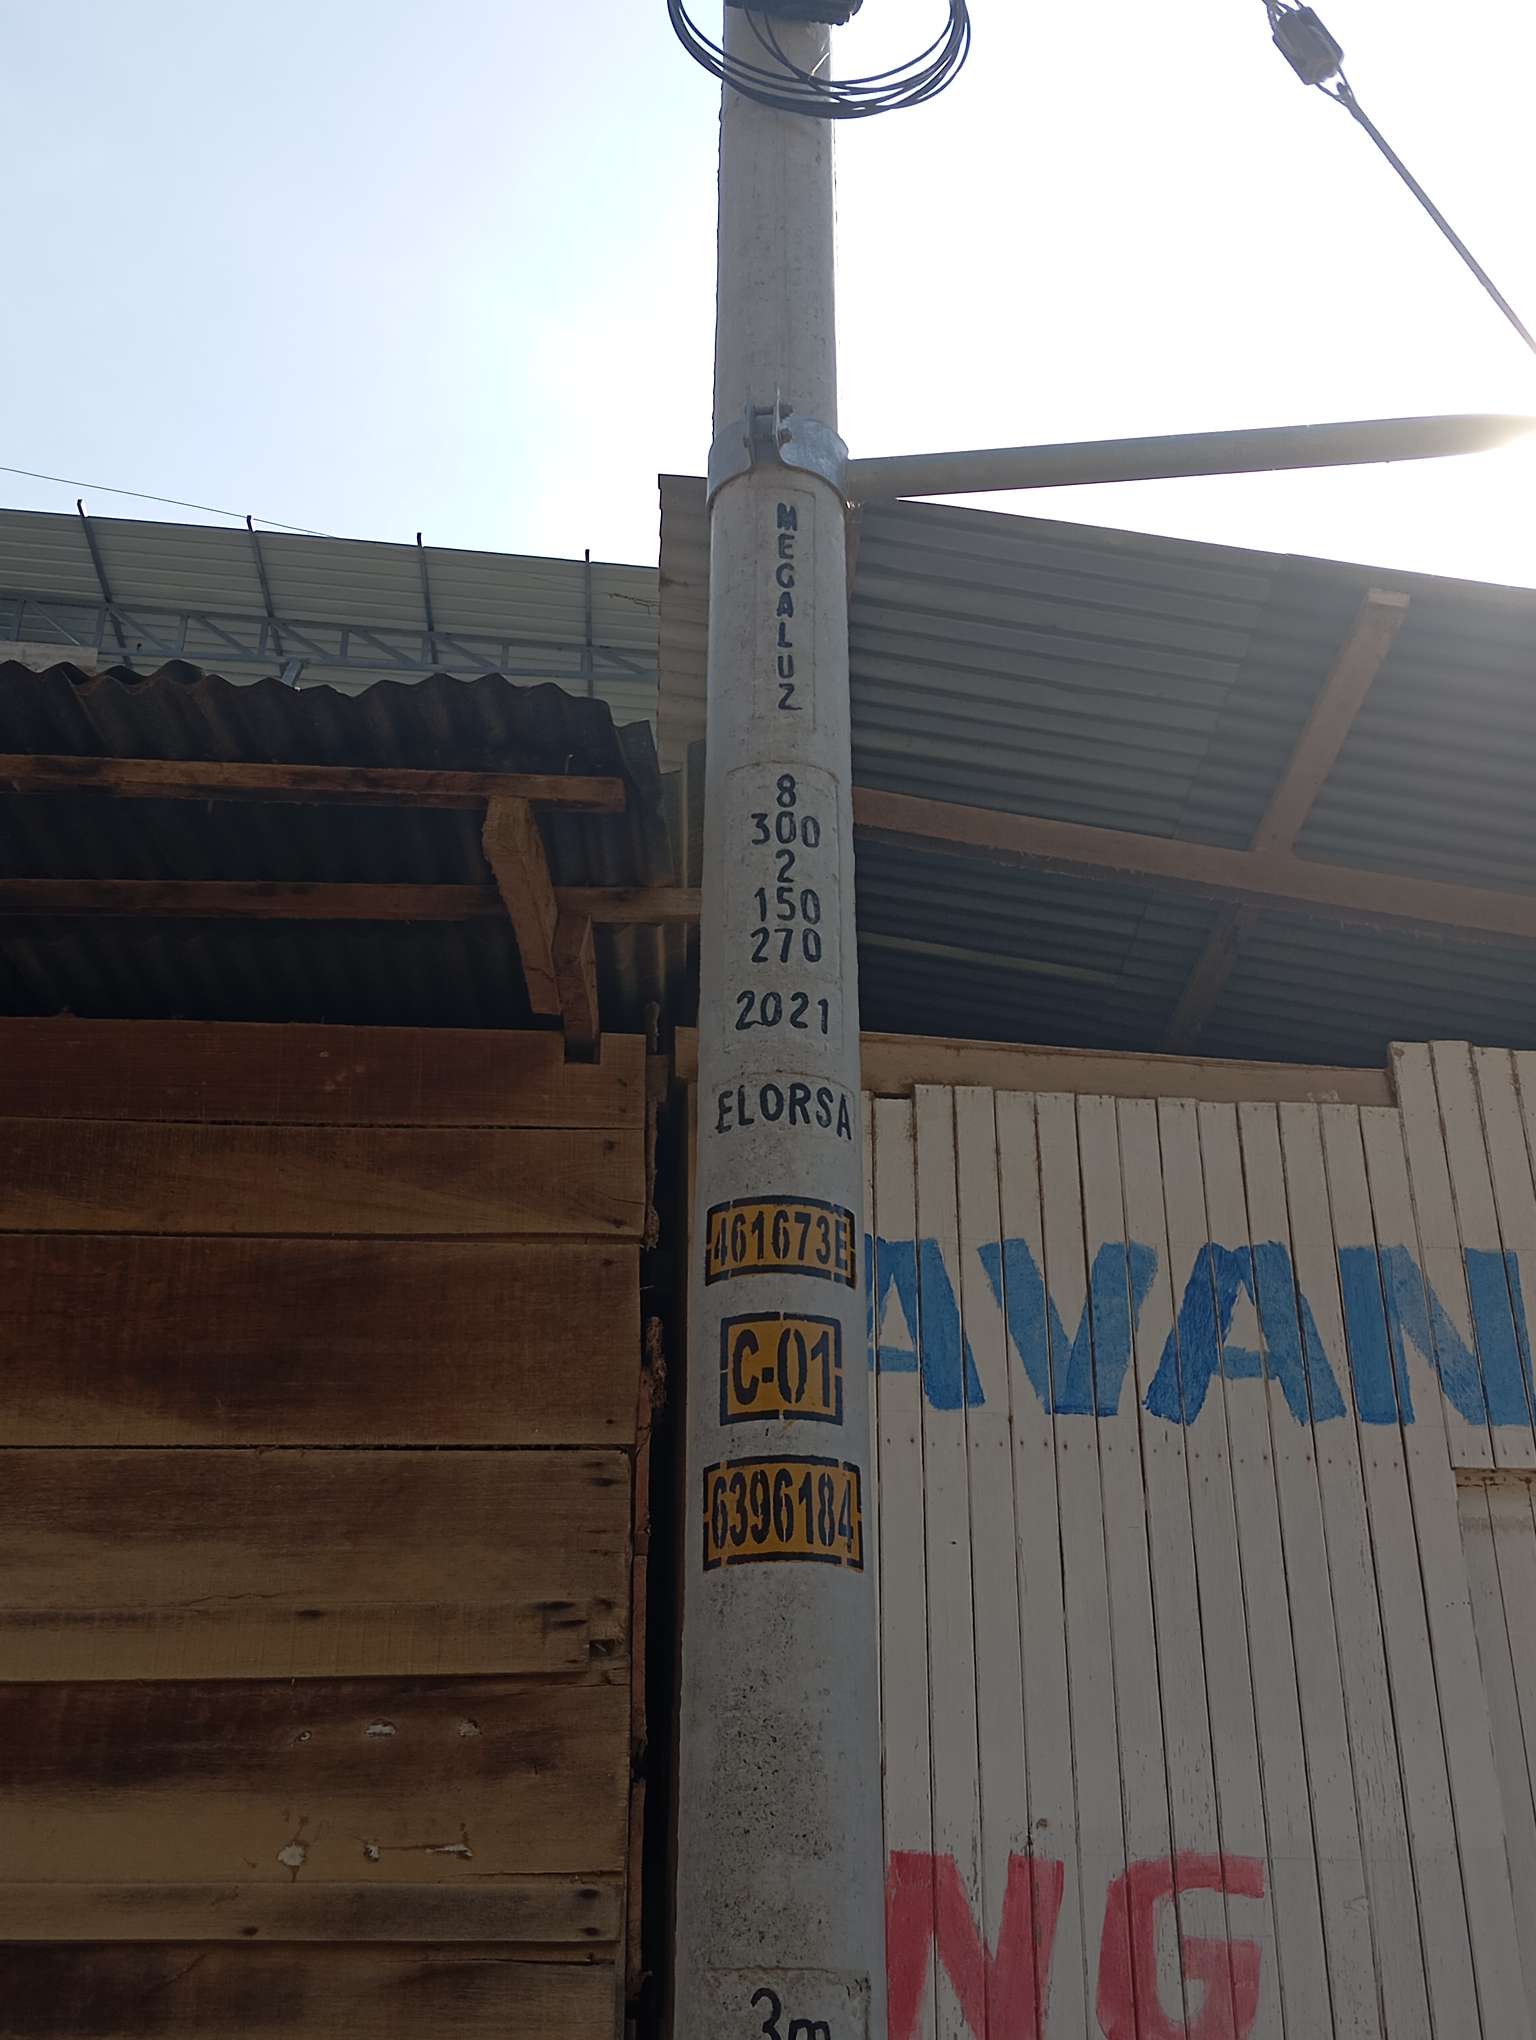 MEGALUZ
8
300
2
150
270
2021
ELORSA
461673E
C-01
6396184
3m
AVAN
NG